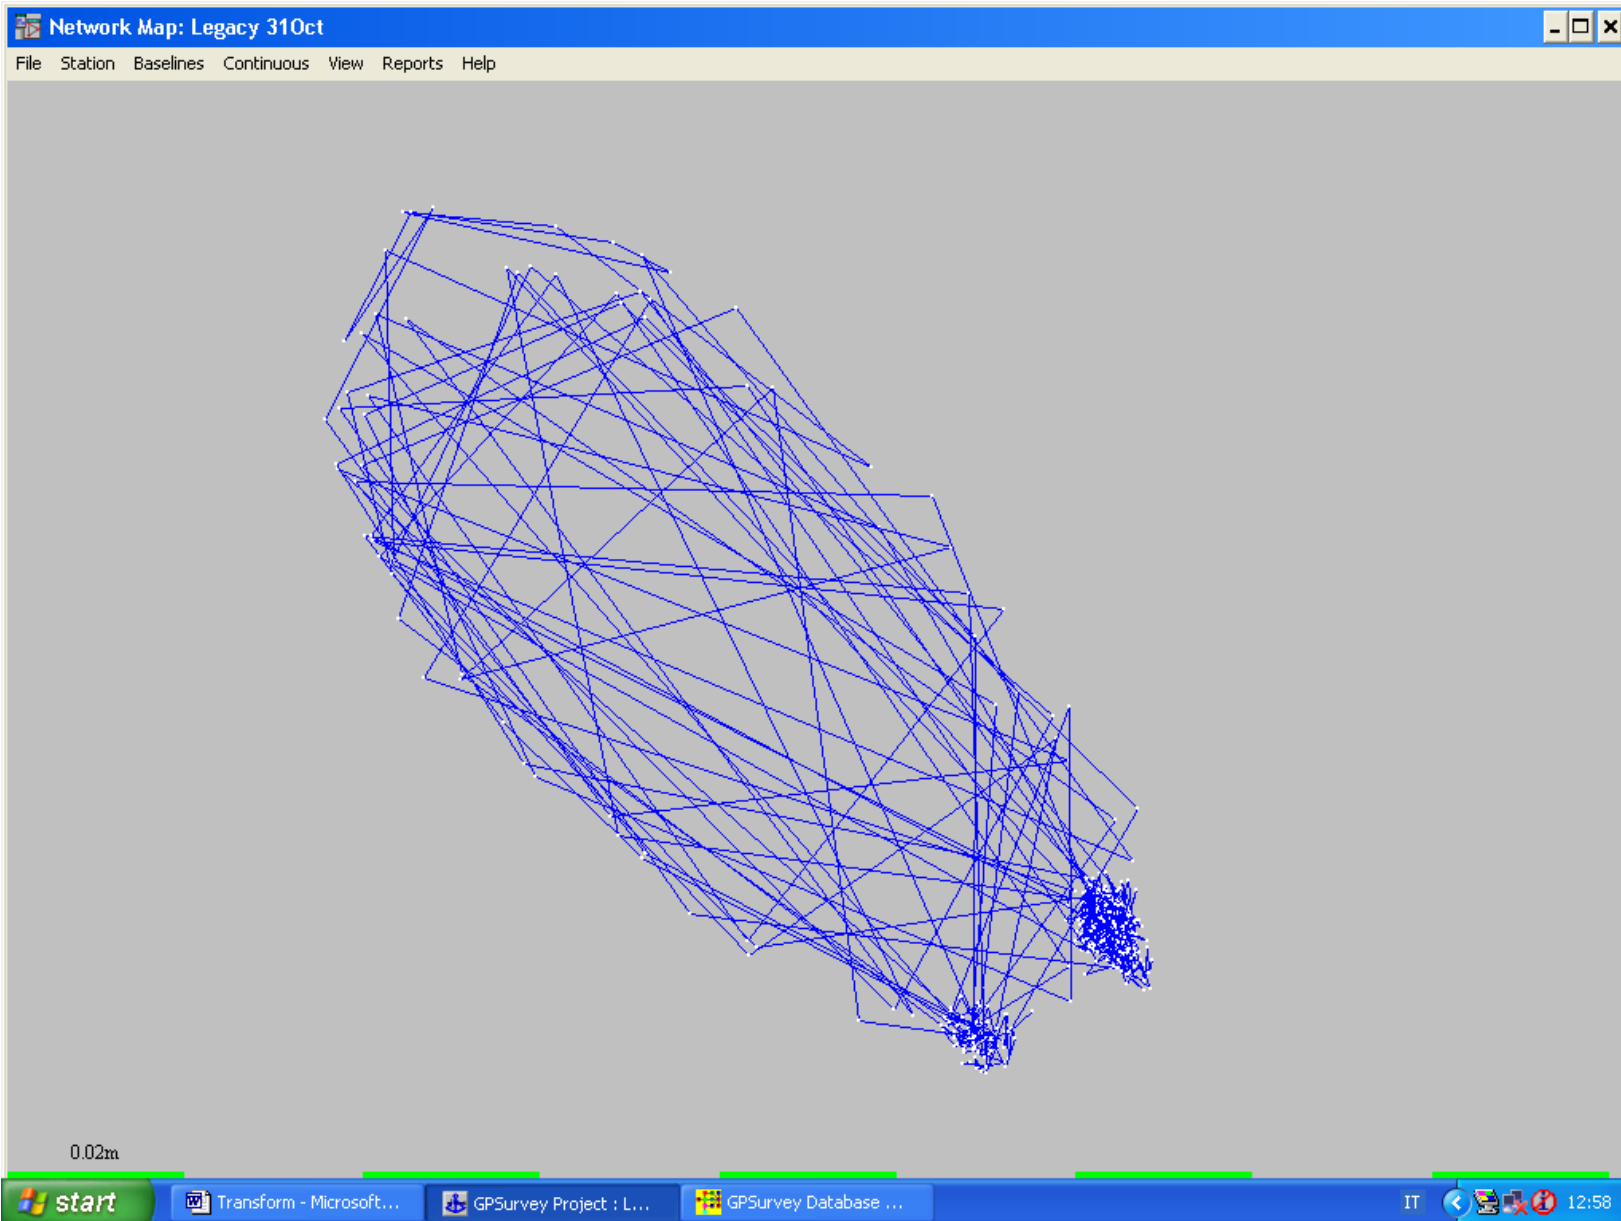 Network Map: Legacy 31Oct
File Station Baselines Continuous View Reports Help
0.02m
start Transform - Microsoft... GPSurvey Project : L... GPSurvey Database ... IT 12:58